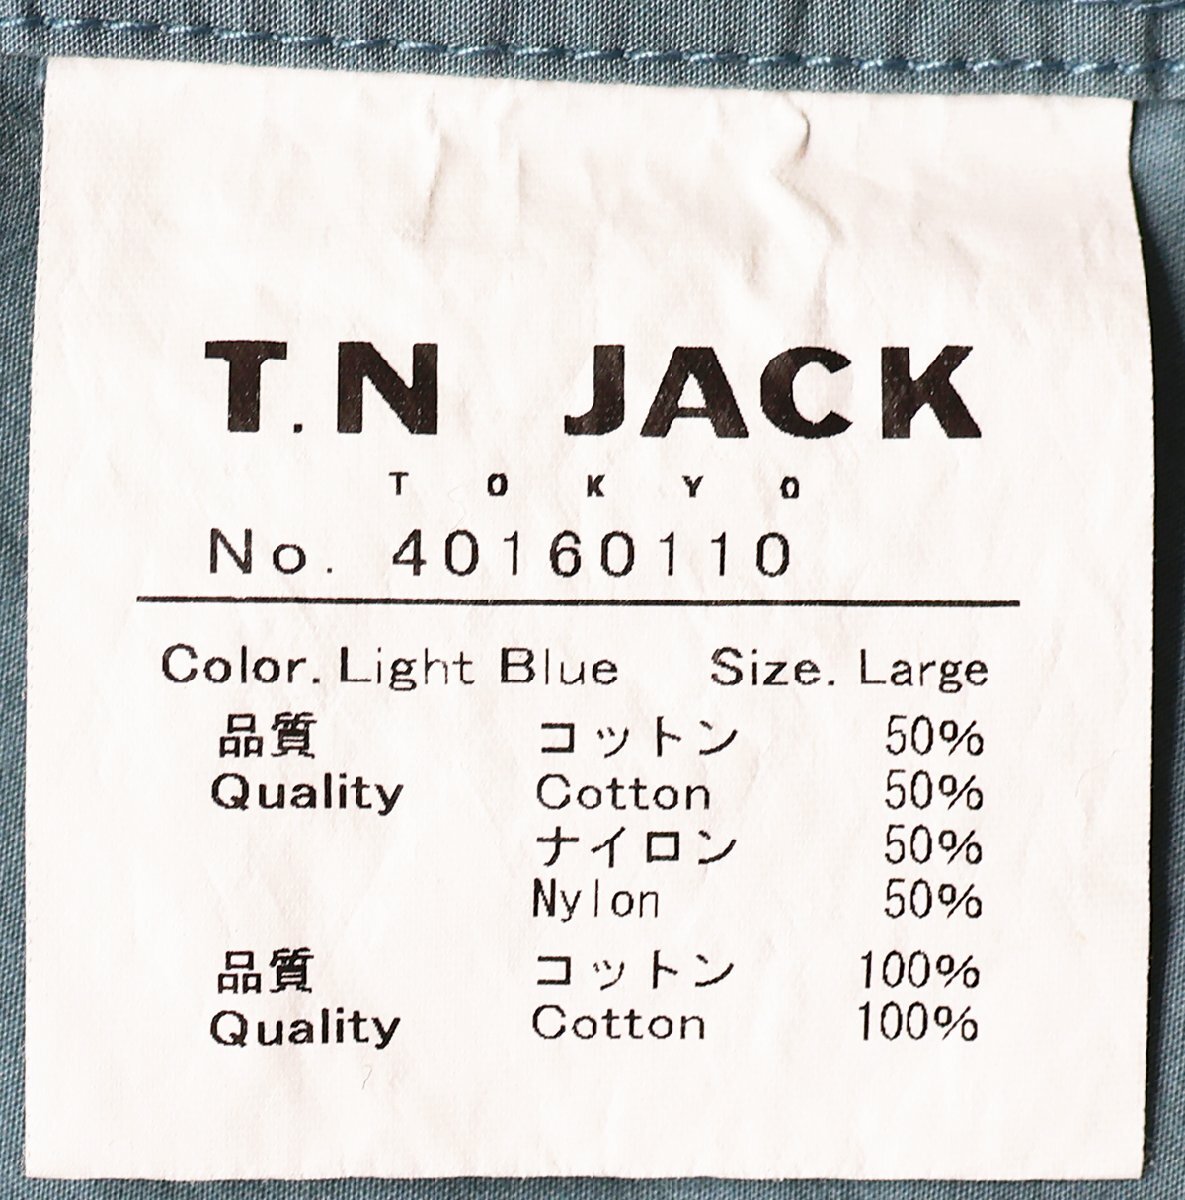 T.N JACK
TOKYO
No. 40160110
Color. Light Blue Size. Large
品質 コットン 50%
Quality Cotton 50%
ナイロン 50%
Nylon 50%
品質 コットン 100%
Quality Cotton 100%